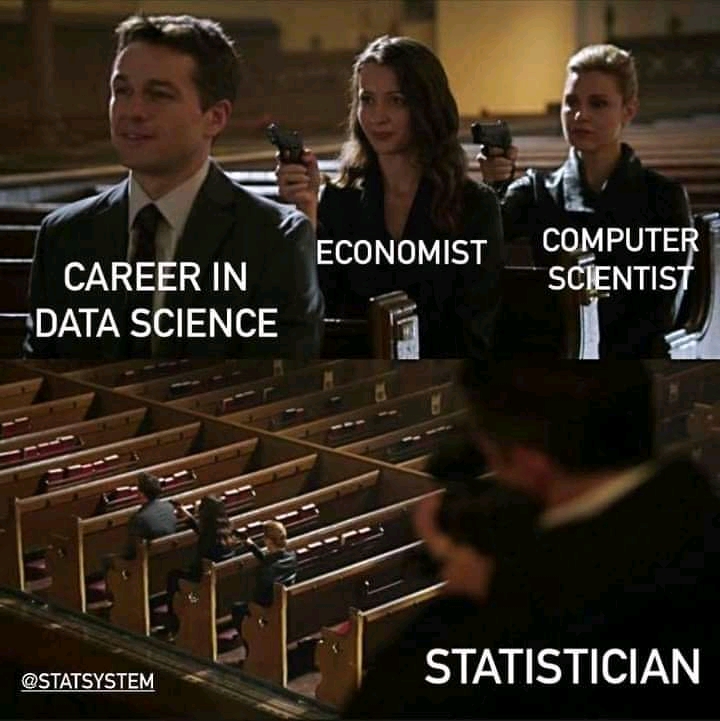 CAREER IN
DATA SCIENCE
ECONOMIST
COMPUTER
SCIENTIST
STATISTICIAN
@STATSYSTEM